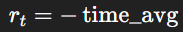 r_t = − time_avg